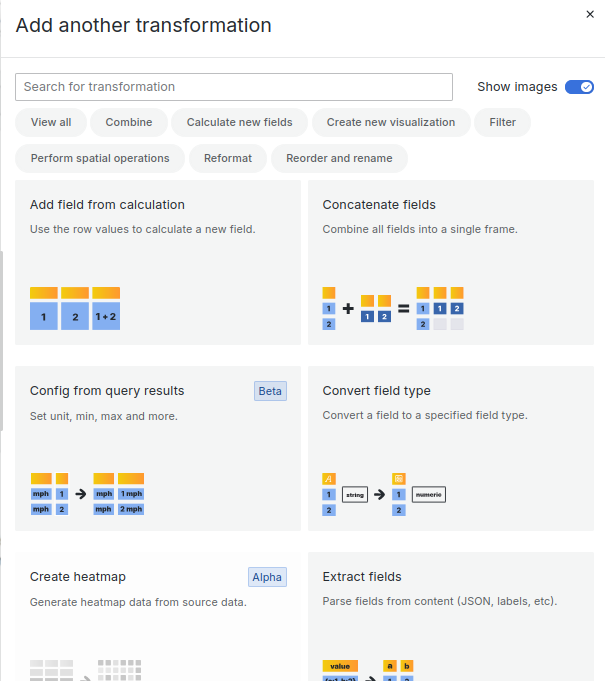 Add another transformation
Search for transformation
Show images
View all
Combine
Calculate new fields
Create new visualization
Filter
Perform spatial operations
Reformat
Reorder and rename
Add field from calculation
Use the row values to calculate a new field.
1 2 1+2
Concatenate fields
Combine all fields into a single frame.
1 + 1 2 = 1 1 2
2 2
Config from query results
Beta
Set unit, min, max and more.
mph 1 → mph 1 mph
mph 2 mph 2 mph
Convert field type
Convert a field to a specified field type.
A
1 string → 1 numeric
2 2
Create heatmap
Alpha
Generate heatmap data from source data.
Extract fields
Parse fields from content (JSON, labels, etc).
value a b